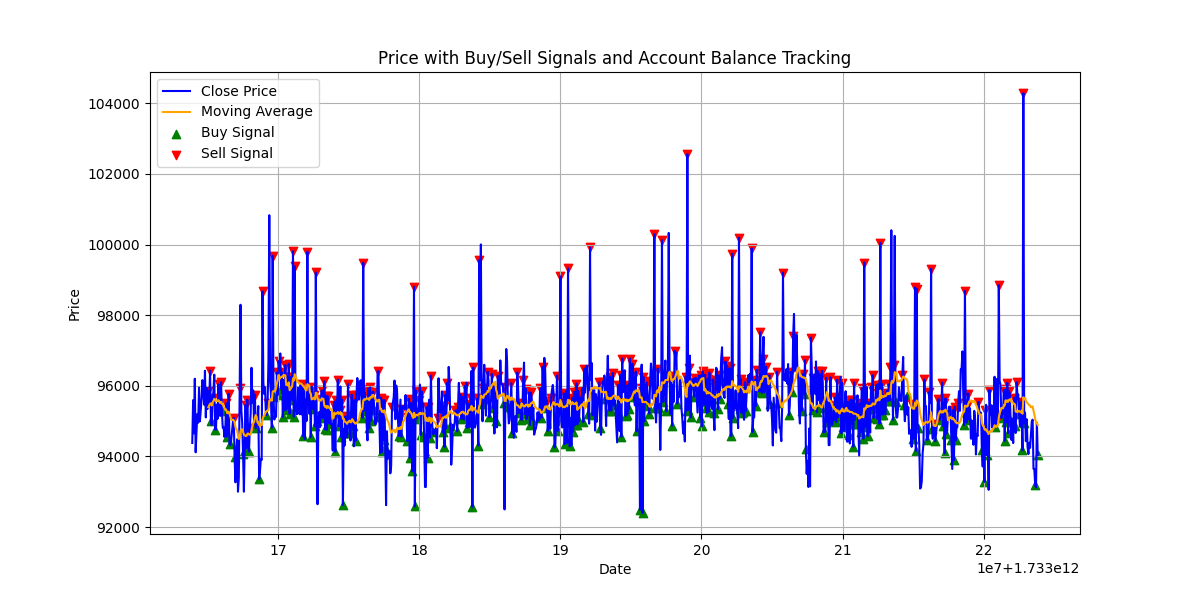 Price with Buy/Sell Signals and Account Balance Tracking
Close Price
Moving Average
Buy Signal
Sell Signal
104000
102000
100000
98000
96000
94000
92000
Price
17
18
19
20
21
22
1e7+1.733e12
Date